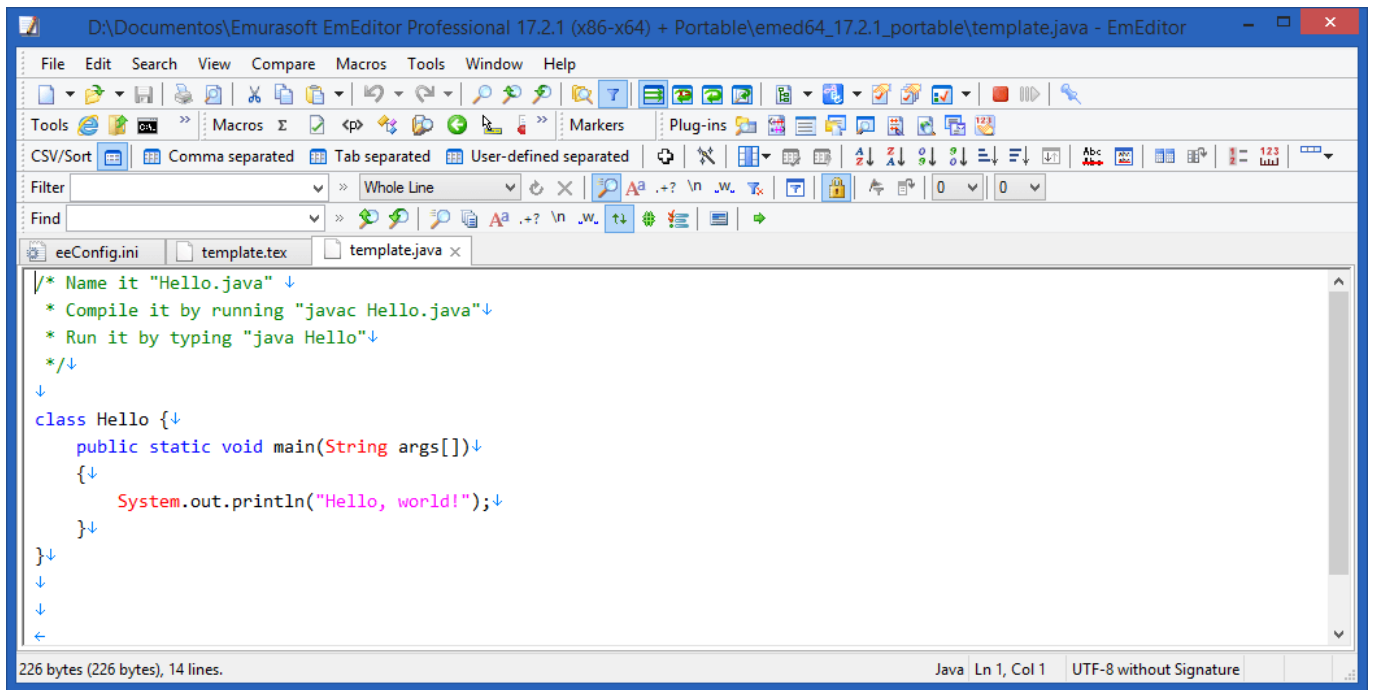 D:\Documentos\Emurasoft EmEditor Professional 17.2.1 (x86-x64) + Portable\emed64_17.2.1_portable\template.java - EmEditor
File Edit Search View Compare Macros Tools Window Help
Tools Macros Σ <P> Markers Plug-ins
CSV/Sort Comma separated Tab separated User-defined separated
Filter Whole Line 0 0
Find
eeConfig.ini template.tex template.java
/* Name it "Hello.java" ↓
 * Compile it by running "javac Hello.java"↓
 * Run it by typing "java Hello"↓
 */↓
↓
class Hello {↓
    public static void main(String args[])↓
    {↓
        System.out.println("Hello, world!");↓
    }↓
}↓
↓
↓
←
226 bytes (226 bytes), 14 lines. Java Ln 1, Col 1 UTF-8 without Signature